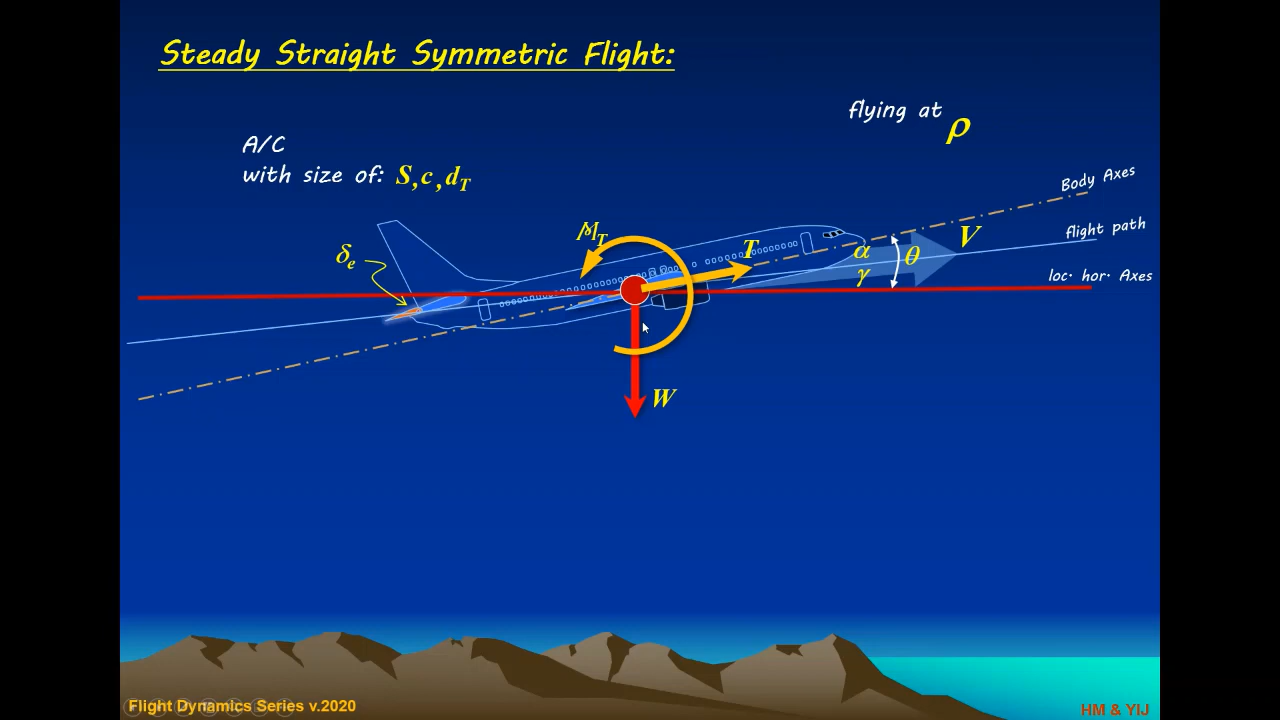 Steady Straight Symmetric Flight:
flying at ρ
A/C
with size of: S, c, d_T
Body Axes
flight path
loc. hor. Axes
M_T
T
V
α
θ
γ
δ_e
W
Flight Dynamics Series v.2020
HM & YIJ